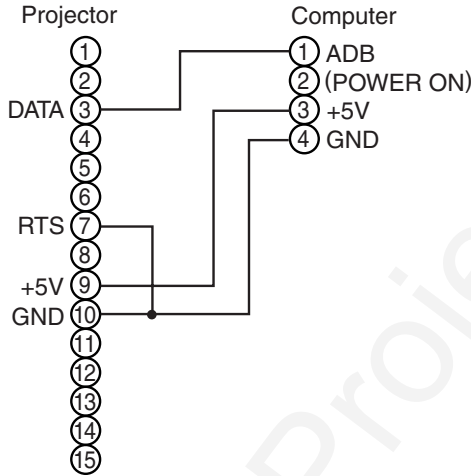 Projector Computer
1 1 ADB
2 2 (POWER ON)
DATA 3 3 +5V
4 4 GND
5
6
RTS 7
8
+5V 9
GND 10
11
12
13
14
15
Proje